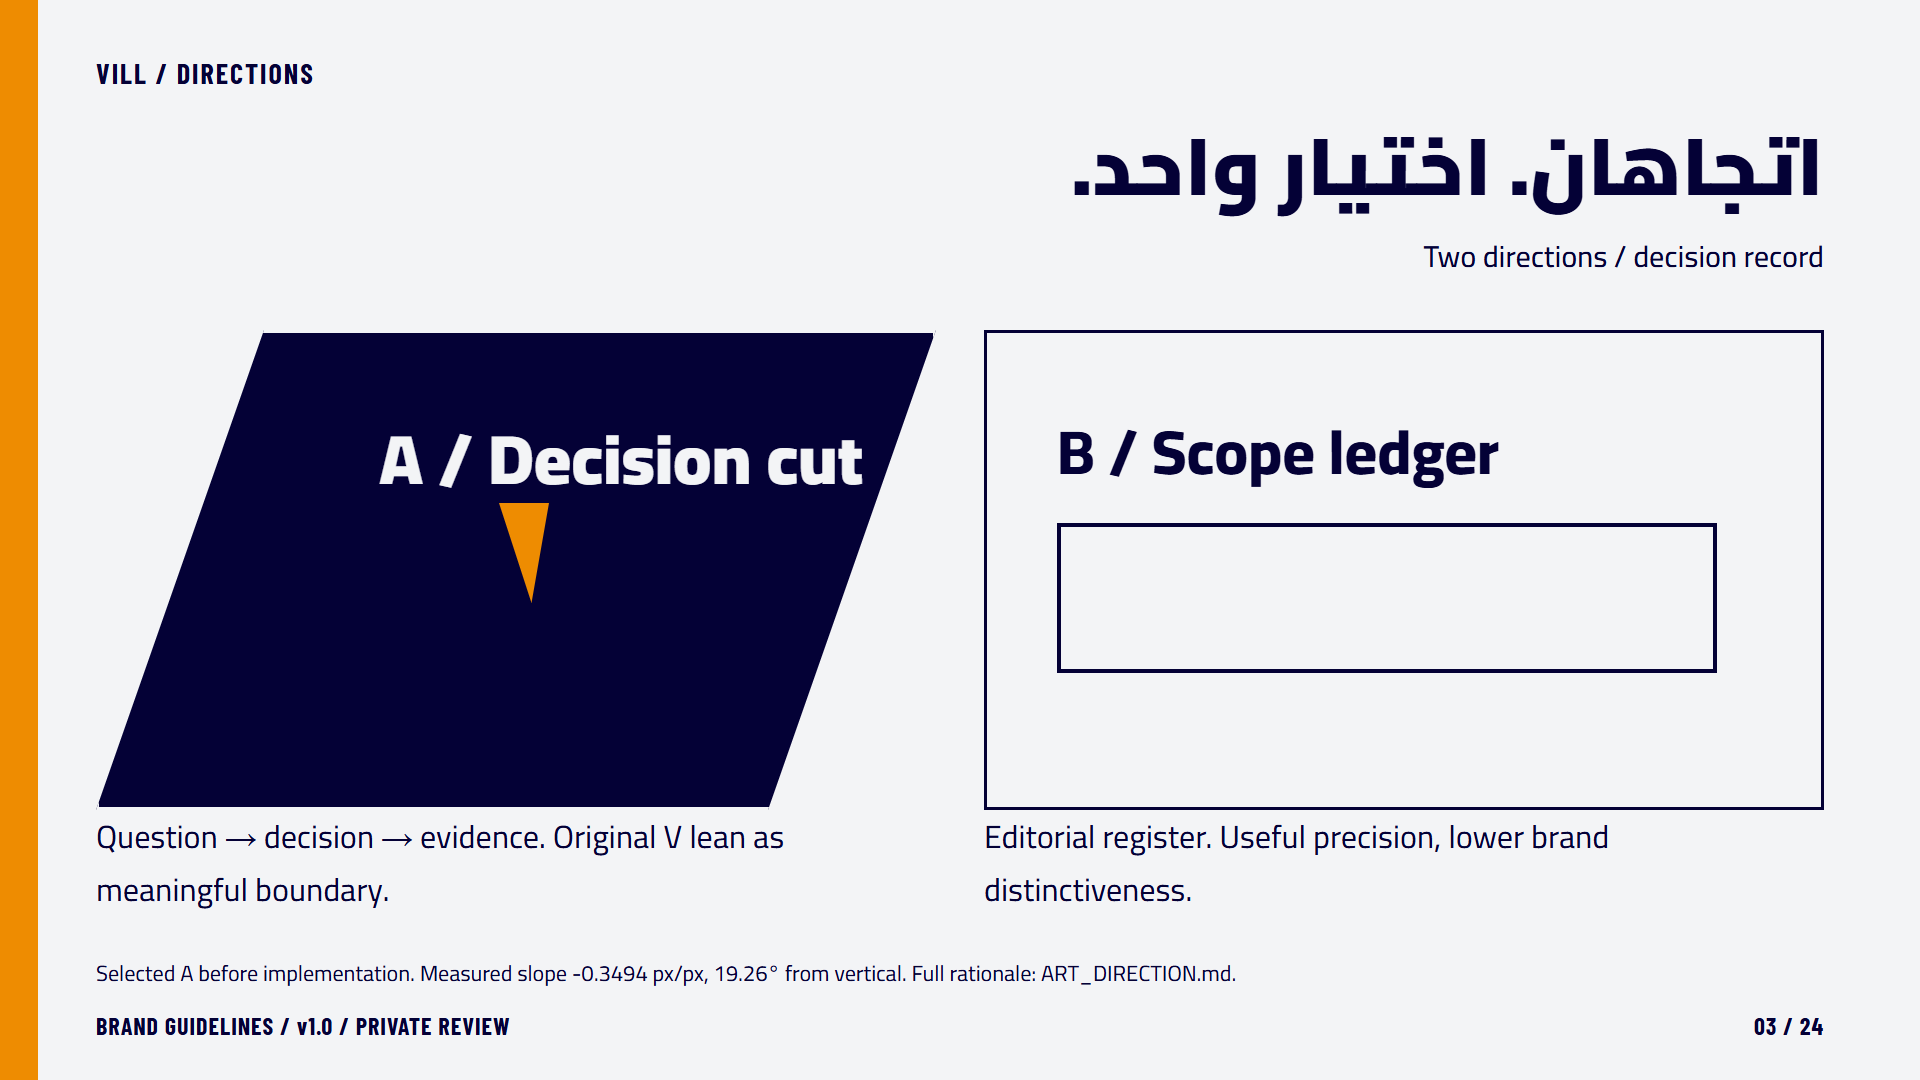 VILL / DIRECTIONS
اتجاهان. اختيار واحد.
Two directions / decision record
A / Decision cut
B / Scope ledger
Question → decision → evidence. Original V lean as
meaningful boundary.
Editorial register. Useful precision, lower brand
distinctiveness.
Selected A before implementation. Measured slope -0.3494 px/px, 19.26° from vertical. Full rationale: ART_DIRECTION.md.
BRAND GUIDELINES / v1.0 / PRIVATE REVIEW
03 / 24